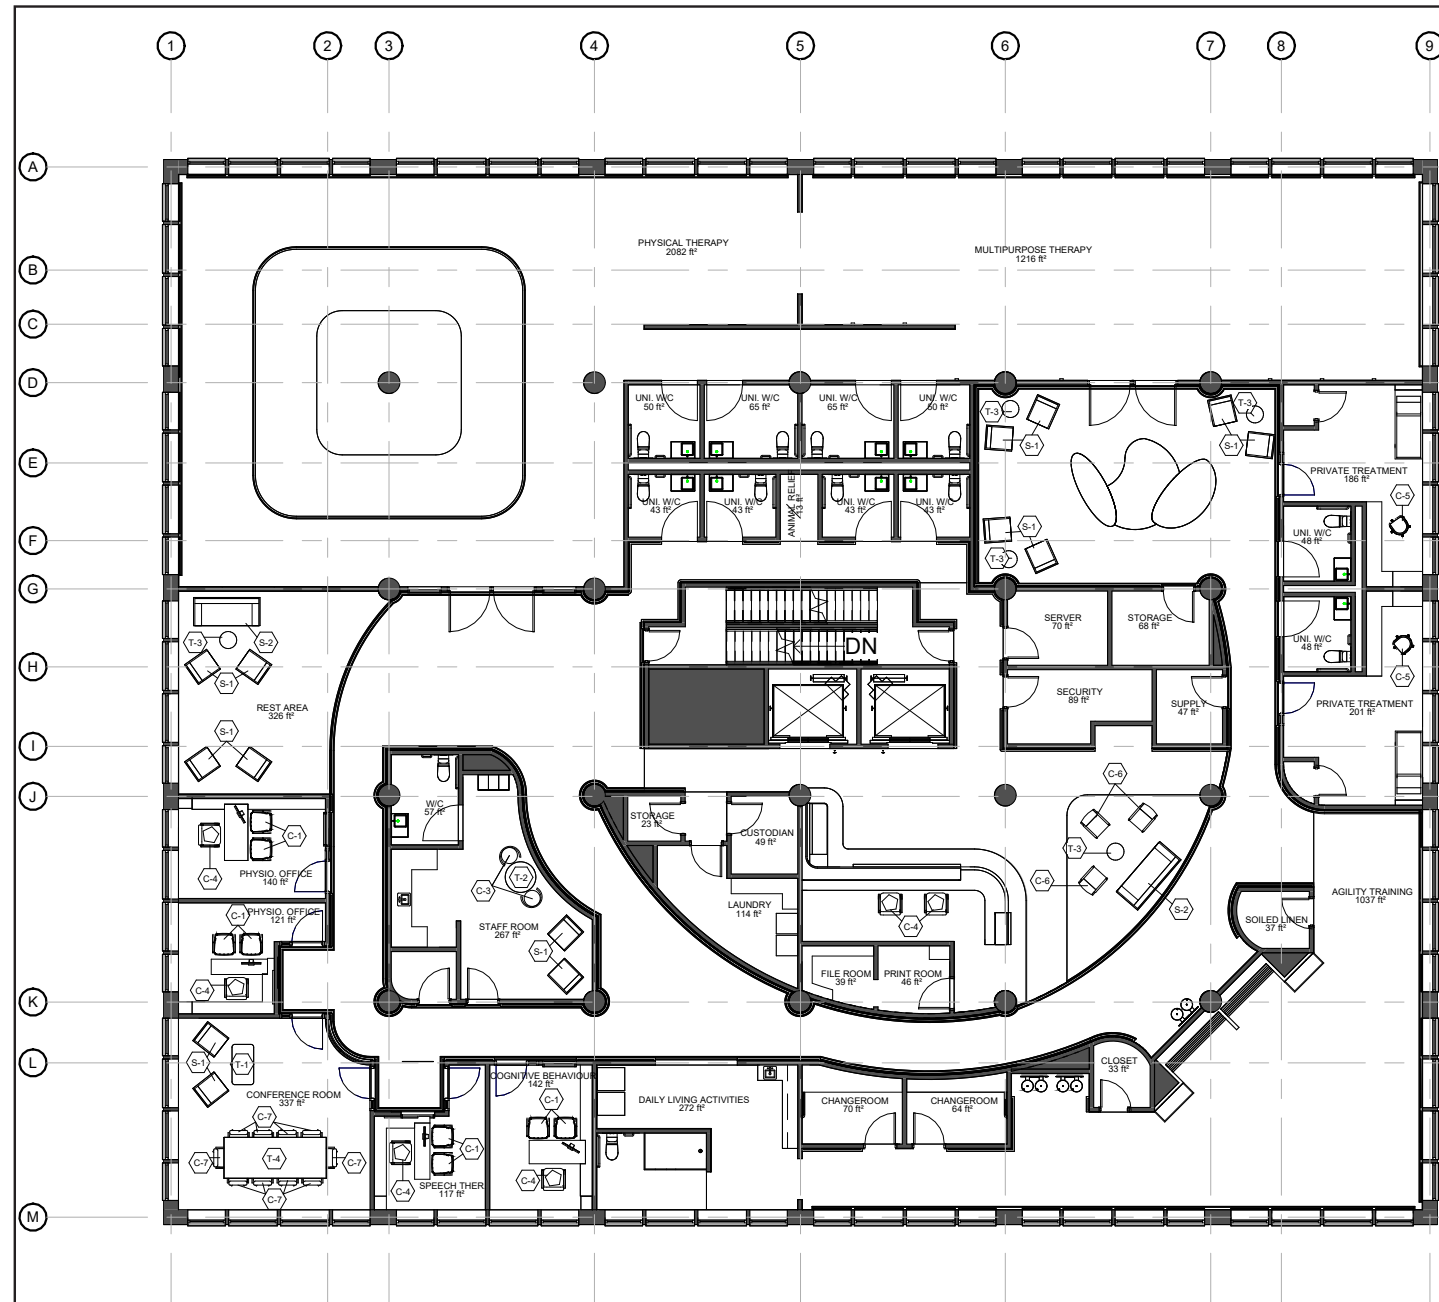 1 2 3 4 5 6 7 8 9
A
PHYSICAL THERAPY
2082 ft²
MULTIPURPOSE THERAPY
1216 ft²
B
C
D
UNI. W/C
50 ft²
UNI. W/C
65 ft²
UNI. W/C
65 ft²
UNI. W/C
50 ft²
T-3
S-1
T-3
S-1
E
PRIVATE TREATMENT
186 ft²
C-5
UNI. W/C
43 ft²
UNI. W/C
43 ft²
ANIMAL RELIEF
13 ft²
UNI. W/C
43 ft²
UNI. W/C
43 ft²
S-1
T-3
F
UNI. W/C
48 ft²
G
T-3
S-2
S-1
SERVER
70 ft²
STORAGE
68 ft²
UNI. W/C
48 ft²
DN
H
C-5
REST AREA
326 ft²
S-1
SECURITY
89 ft²
SUPPLY
47 ft²
PRIVATE TREATMENT
201 ft²
I
C-6
J
W/C
57 ft²
STORAGE
23 ft²
CUSTODIAN
49 ft²
T-3
C-1
C-4
PHYSIO. OFFICE
140 ft²
C-3
T-2
C-6
S-2
LAUNDRY
114 ft²
C-4
AGILITY TRAINING
1037 ft²
PHYSIO. OFFICE
121 ft²
C-1
STAFF ROOM
267 ft²
S-1
SOILED LINEN
37 ft²
C-4
FILE ROOM
39 ft²
PRINT ROOM
46 ft²
K
L
S-1
T-1
CLOSET
33 ft²
COGNITIVE BEHAVIOUR
142 ft²
CONFERENCE ROOM
337 ft²
C-1
DAILY LIVING ACTIVITIES
272 ft²
CHANGEROOM
70 ft²
CHANGEROOM
64 ft²
C-7
C-7
T-4
C-7
C-7
C-1
C-4
SPEECH THER.
117 ft²
C-4
M